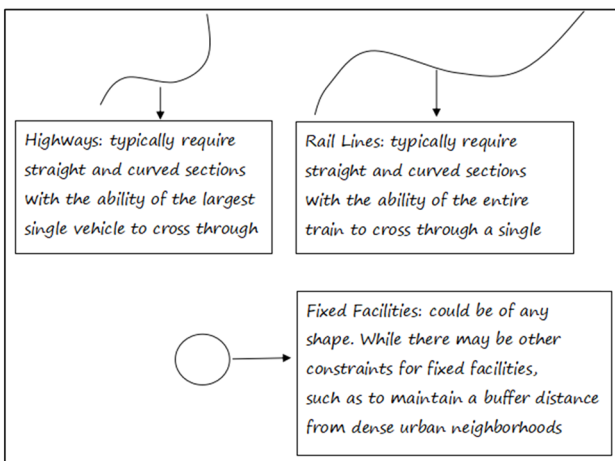 Highways: typically require
straight and curved sections
with the ability of the largest
single vehicle to cross through
Rail Lines: typically require
straight and curved sections
with the ability of the entire
train to cross through a single
Fixed Facilities: could be of any
shape. While there may be other
constraints for fixed facilities,
such as to maintain a buffer distance
from dense urban neighborhoods